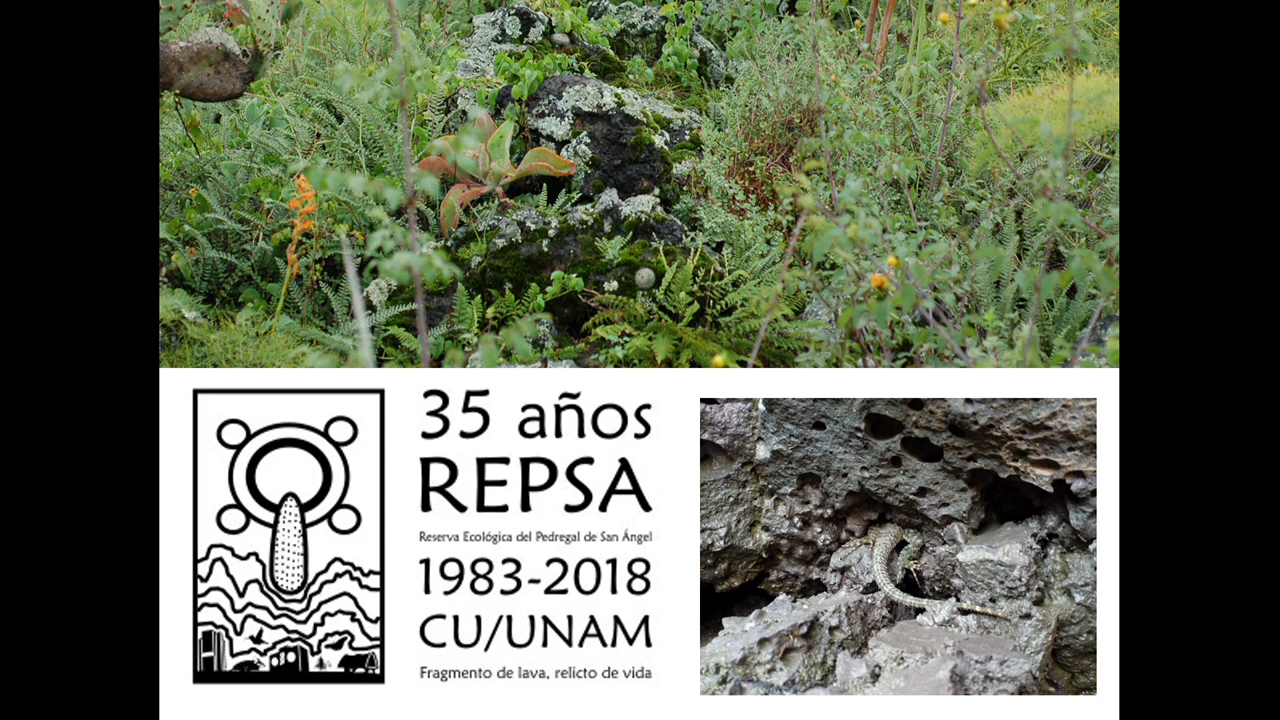 35 años
REPSA
Reserva Ecológica del Pedregal de San Ángel
1983-2018
CU/UNAM
Fragmento de lava, relicto de vida